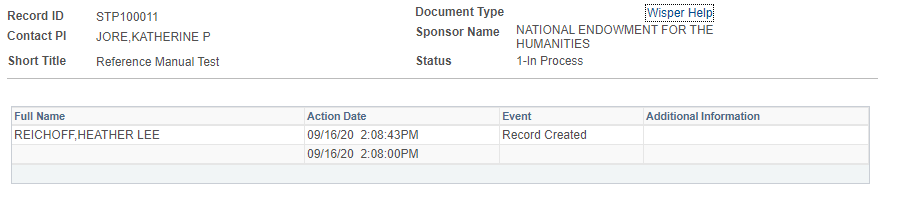 Record ID STP100011 Document Type Wisper Help
Contact PI JORE,KATHERINE P Sponsor Name NATIONAL ENDOWMENT FOR THE
HUMANITIES
Short Title Reference Manual Test Status 1-In Process
Full Name Action Date Event Additional Information
REICHOFF,HEATHER LEE 09/16/20 2:08:43PM Record Created
09/16/20 2:08:00PM